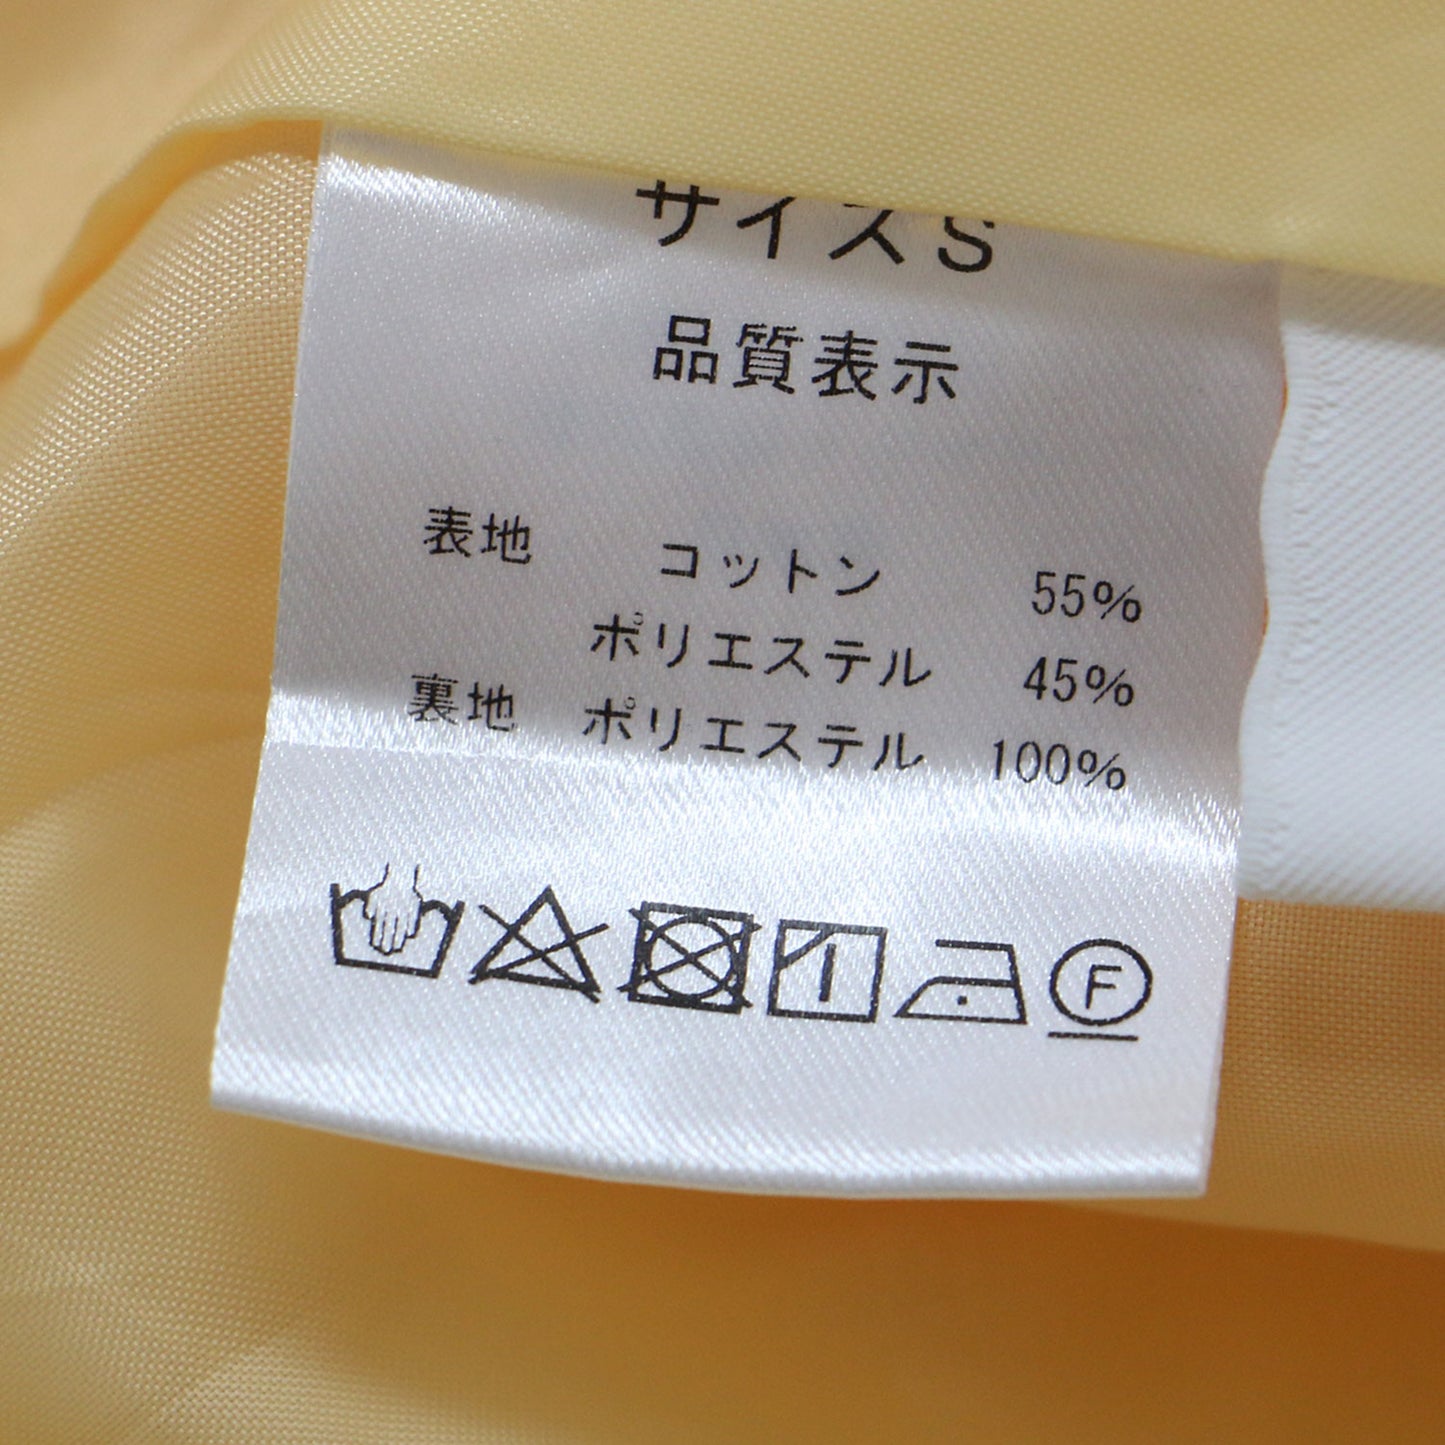 サイズS
品質表示
表地 コットン 55%
ポリエステル 45%
裏地 ポリエステル 100%
F